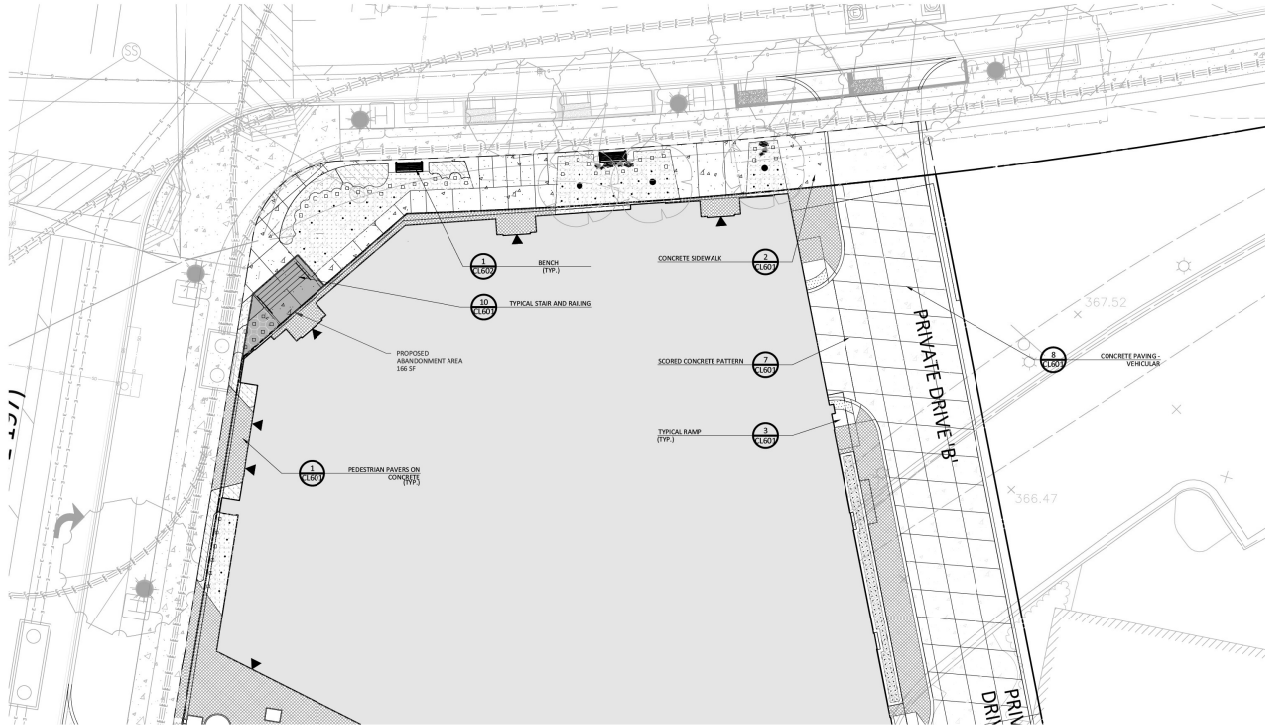 SS
1
CL602
BENCH
(TYP.)
10
CL601
TYPICAL STAIR AND RAILING
PROPOSED
ABANDONMENT AREA
166 SF
1
CL601
PEDESTRIAN PAVERS ON
CONCRETE
(TYP.)
CONCRETE SIDEWALK
2
CL601
SCORED CONCRETE PATTERN
7
CL601
TYPICAL RAMP
(TYP.)
3
CL601
PRIVATE DRIVE 'B'
367.52
8
CL601
CONCRETE PAVING -
VEHICULAR
366.47